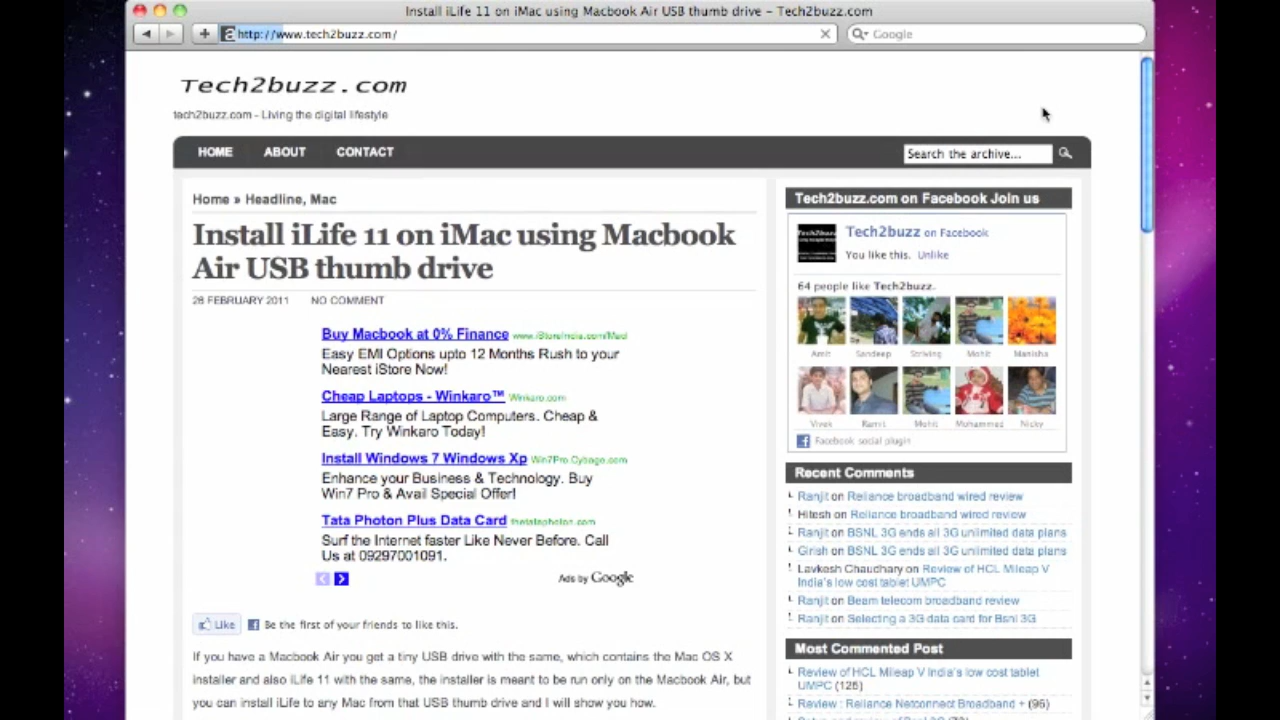 Install iLife 11 on iMac using Macbook Air USB thumb drive – Tech2buzz.com
http://www.tech2buzz.com/
Google
Tech2buzz.com
tech2buzz.com - Living the digital lifestyle
HOME ABOUT CONTACT
Search the archive...
Home » Headline, Mac
Install iLife 11 on iMac using Macbook
Air USB thumb drive
28 FEBRUARY 2011 NO COMMENT
Buy Macbook at 0% Finance www.iStoreIndia.com/Mac
Easy EMI Options upto 12 Months Rush to your
Nearest iStore Now!
Cheap Laptops - Winkaro™ Winkaro.com
Large Range of Laptop Computers. Cheap &
Easy. Try Winkaro Today!
Install Windows 7 Windows Xp Win7Pro.Cybage.com
Enhance your Business & Technology. Buy
Win7 Pro & Avail Special Offer!
Tata Photon Plus Data Card thetataphoton.com
Surf the Internet faster Like Never Before. Call
Us at 09297001091.
Ads by Google
Like Be the first of your friends to like this.
If you have a Macbook Air you get a tiny USB drive with the same, which contains the Mac OS X
installer and also iLife 11 with the same, the installer is meant to be run only on the Macbook Air, but
you can install iLife to any Mac from that USB thumb drive and I will show you how.
Tech2buzz.com on Facebook Join us
Tech2buzz on Facebook
You like this. Unlike
64 people like Tech2buzz.
Amit Sandeep Striving Mohit Manisha
Vivek Ramit Mohit Mohammad Nicky
Facebook social plugin
Recent Comments
Ranjit on Reliance broadband wired review
Hitesh on Reliance broadband wired review
Ranjit on BSNL 3G ends all 3G unlimited data plans
Girish on BSNL 3G ends all 3G unlimited data plans
Lavkesh Chaudhary on Review of HCL Mileap V
India's low cost tablet UMPC
Ranjit on Beam telecom broadband review
Ranjit on Selecting a 3G data card for Bsnl 3G
Most Commented Post
Review of HCL Mileap V India's low cost tablet
UMPC (125)
Review : Reliance Netconnect Broadband + (95)